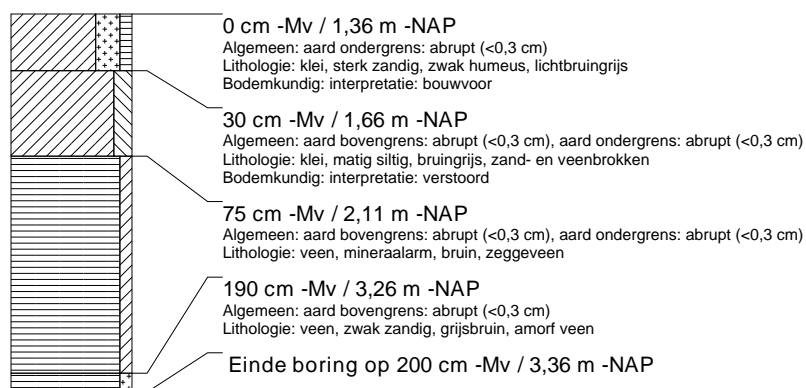 0 cm -Mv / 1,36 m -NAP
Algemeen: aard ondergrens: abrupt (<0,3 cm)
Lithologie: klei, sterk zandig, zwak humeus, lichtbruingrijs
Bodemkundig: interpretatie: bouwvoor
30 cm -Mv / 1,66 m -NAP
Algemeen: aard bovengrens: abrupt (<0,3 cm), aard ondergrens: abrupt (<0,3 cm)
Lithologie: klei, matig siltig, bruingrijs, zand- en veenbrokken
Bodemkundig: interpretatie: verstoord
75 cm -Mv / 2,11 m -NAP
Algemeen: aard bovengrens: abrupt (<0,3 cm), aard ondergrens: abrupt (<0,3 cm)
Lithologie: veen, mineraalarm, bruin, zeggeveen
190 cm -Mv / 3,26 m -NAP
Algemeen: aard bovengrens: abrupt (<0,3 cm)
Lithologie: veen, zwak zandig, grijsbruin, amorf veen
Einde boring op 200 cm -Mv / 3,36 m -NAP